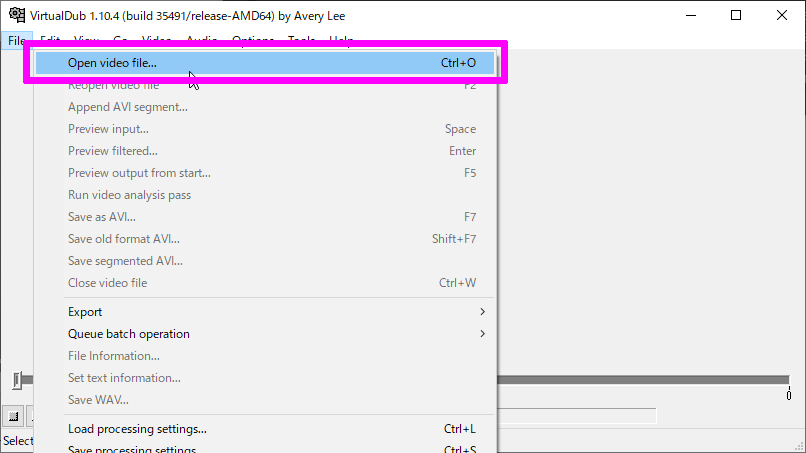 VirtualDub 1.10.4 (build 35491/release-AMD64) by Avery Lee
File Edit View Go Video Audio Options Tools Help
Open video file... Ctrl+O
Reopen video file F2
Append AVI segment...
Preview input... Space
Preview filtered... Enter
Preview output from start... F5
Run video analysis pass
Save as AVI... F7
Save old format AVI... Shift+F7
Save segmented AVI...
Close video file Ctrl+W
Export
Queue batch operation
File Information...
Set text information...
Save WAV...
0
Load processing settings... Ctrl+L
Select
Save processing settings... Ctrl+S